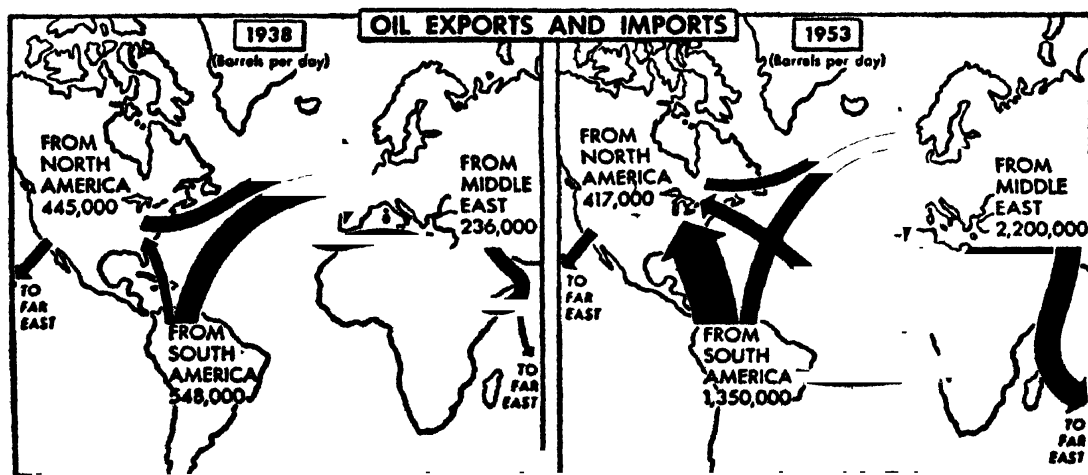 OIL EXPORTS AND IMPORTS
1938
(Barrels per day)
FROM
NORTH
AMERICA
445,000
FROM
MIDDLE
EAST
236,000
TO
FAR
EAST
FROM
SOUTH
AMERICA
548,000
TO
FAR
EAST
1953
(Barrels per day)
FROM
NORTH
AMERICA
417,000
FROM
MIDDLE
EAST
2,200,000
TO
FAR
EAST
FROM
SOUTH
AMERICA
1,350,000
TO
FAR
EAST